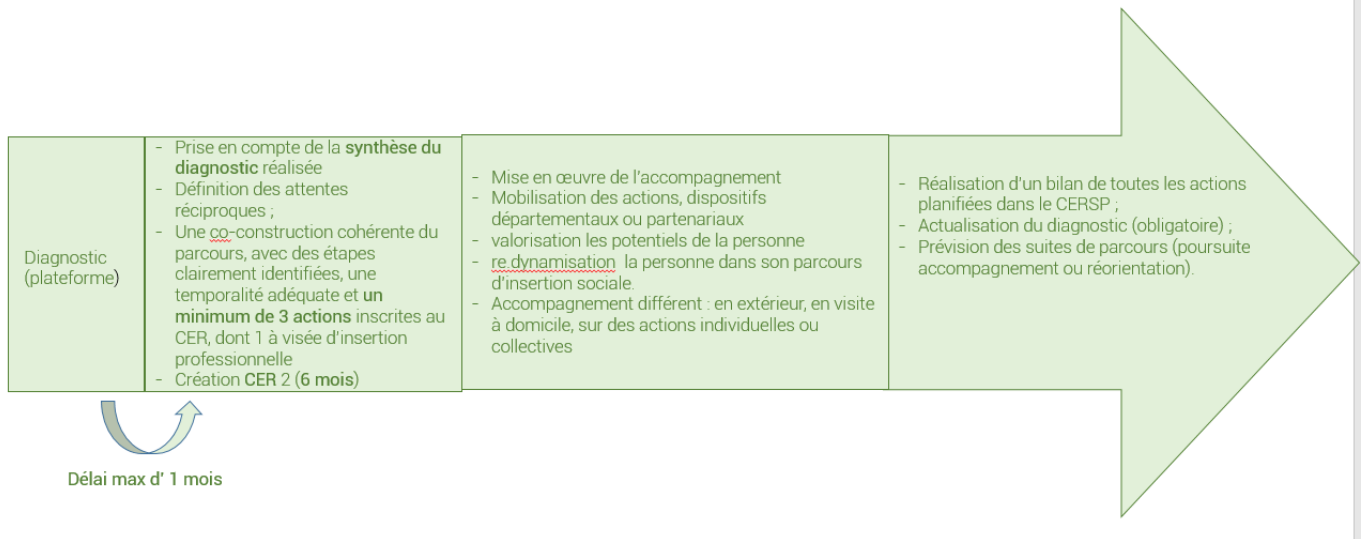 Diagnostic
(plateforme)
- Prise en compte de la synthèse du
diagnostic réalisée
- Définition des attentes
réciproques ;
- Une co-construction cohérente du
parcours, avec des étapes
clairement identifiées, une
temporalité adéquate et un
minimum de 3 actions inscrites au
CER, dont 1 à visée d'insertion
professionnelle
- Création CER 2 (6 mois)
- Mise en œuvre de l'accompagnement
- Mobilisation des actions, dispositifs
départementaux ou partenariaux
- valorisation les potentiels de la personne
- re.dynamisation la personne dans son parcours
d'insertion sociale.
- Accompagnement différent : en extérieur, en visite
à domicile, sur des actions individuelles ou
collectives
- Réalisation d'un bilan de toutes les actions
planifiées dans le CERSP ;
- Actualisation du diagnostic (obligatoire) ;
- Prévision des suites de parcours (poursuite
accompagnement ou réorientation).
Délai max d' 1 mois